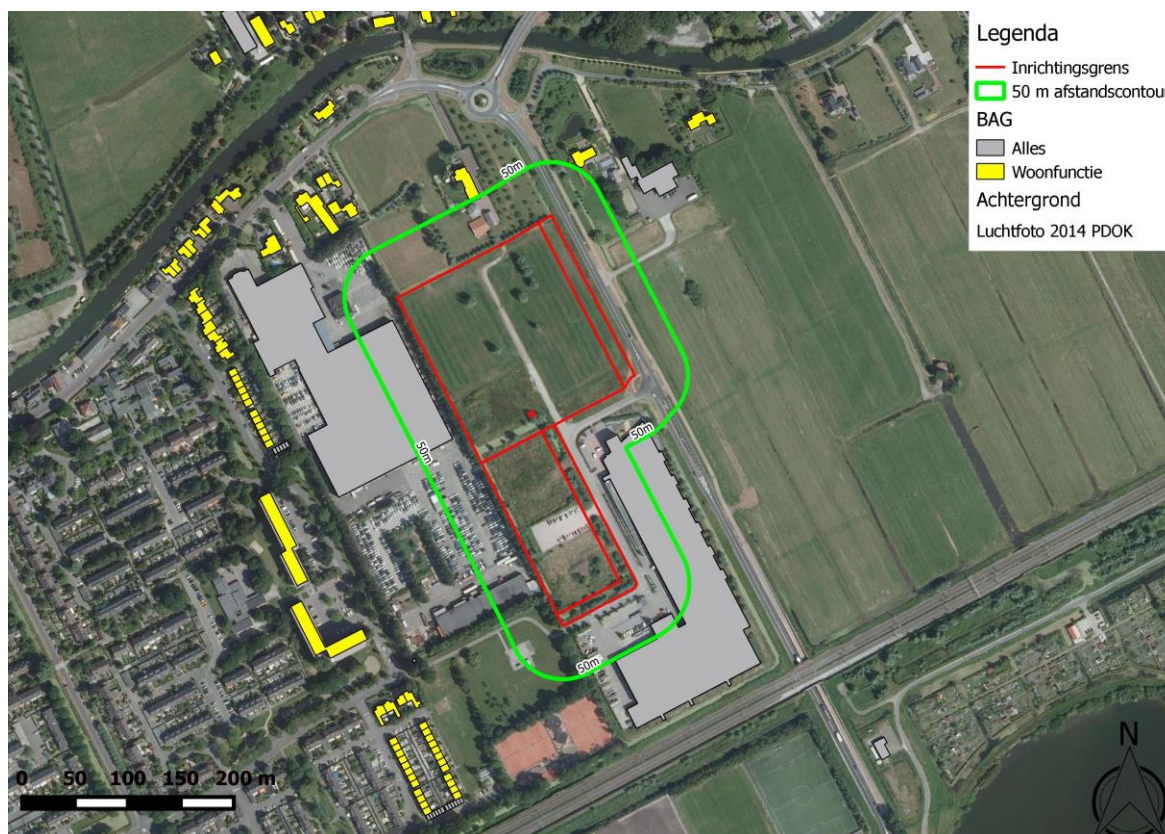 Legenda
Inrichtingsgrens
50 m afstandscontour
BAG
Alles
Woonfunctie
Achtergrond
Luchtfoto 2014 PDOK
50m
50m
50m
50m
50m
N
0 50 100 150 200 m